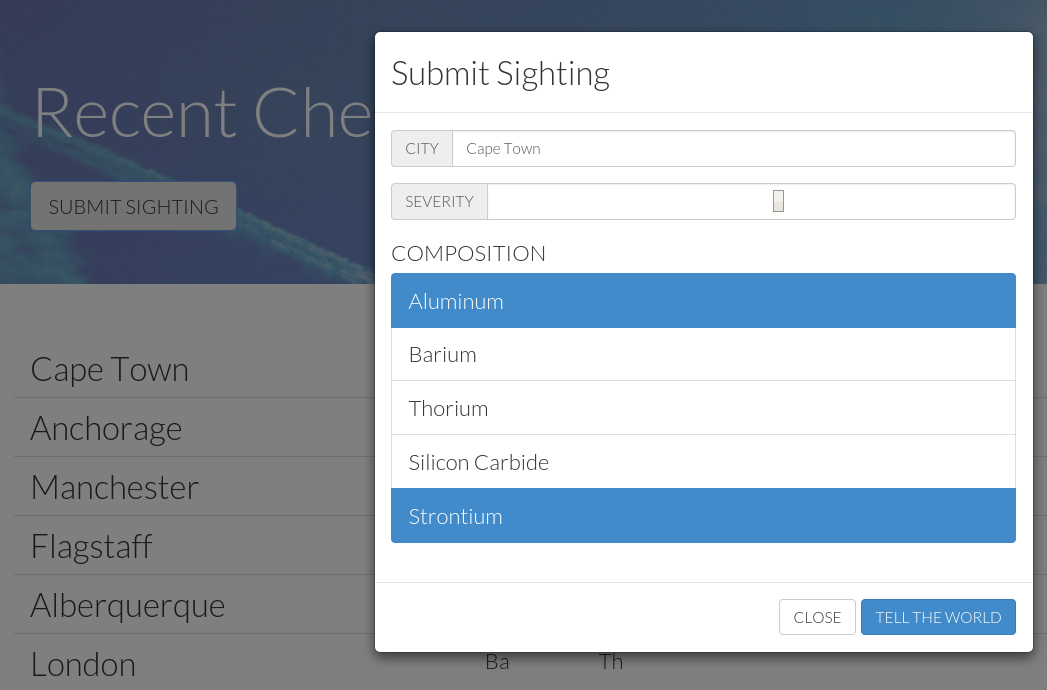 Recent Che
SUBMIT SIGHTING
Cape Town
Anchorage
Manchester
Flagstaff
Alberquerque
London
Ba Th
Submit Sighting
CITY Cape Town
SEVERITY
COMPOSITION
Aluminum
Barium
Thorium
Silicon Carbide
Strontium
CLOSE TELL THE WORLD